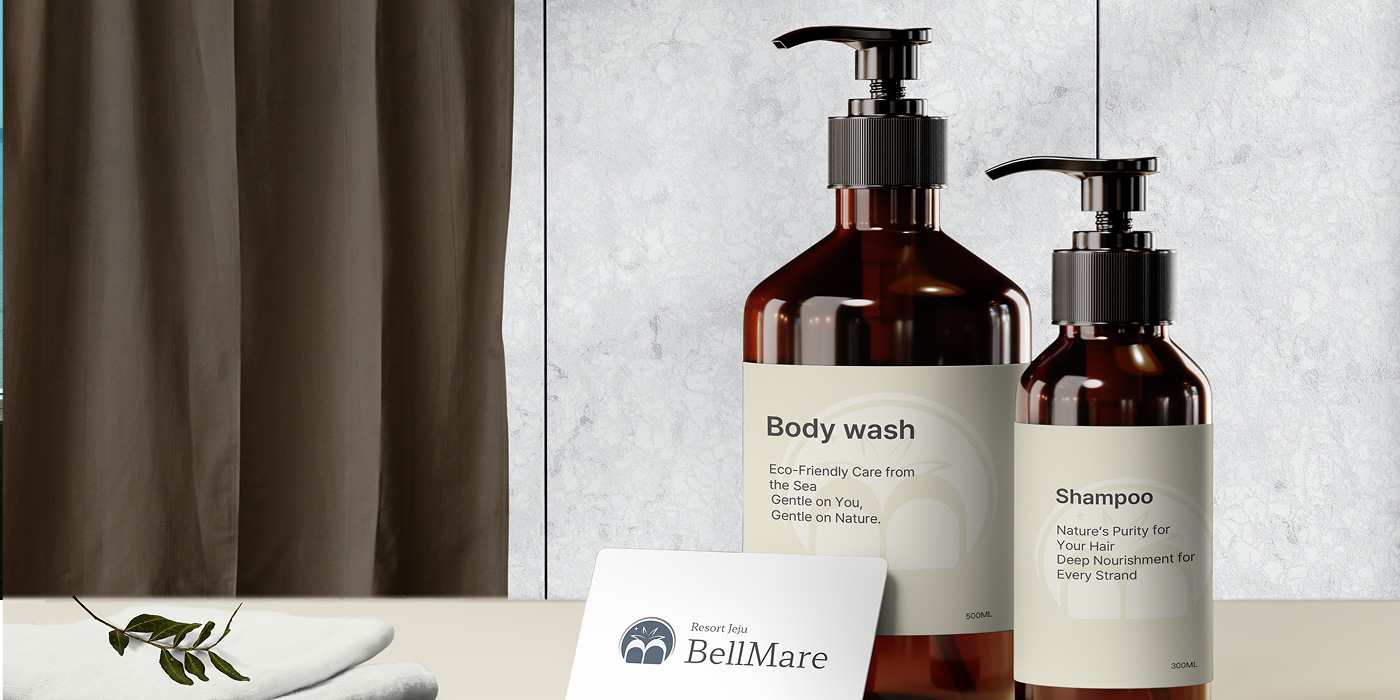 Body wash
Eco-Friendly Care from
the Sea
Gentle on You,
Gentle on Nature.
500ML
Shampoo
Nature's Purity for
Your Hair
Deep Nourishment for
Every Strand
300ML
Resort Jeju
BellMare